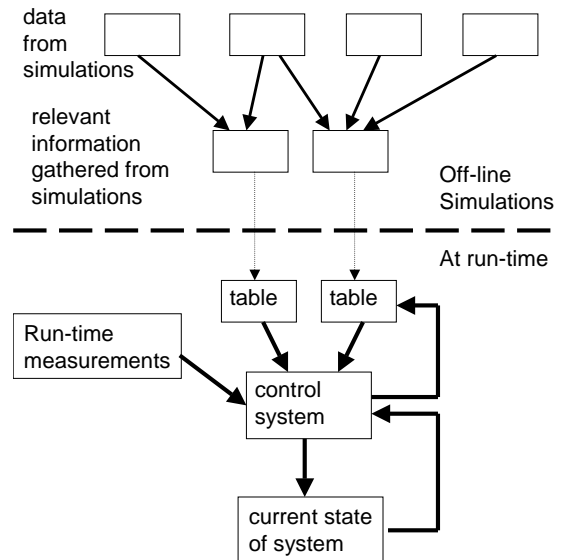 data
from
simulations
relevant
information
gathered from
simulations
Off-line
Simulations
At run-time
table
table
Run-time
measurements
control
system
current state
of system